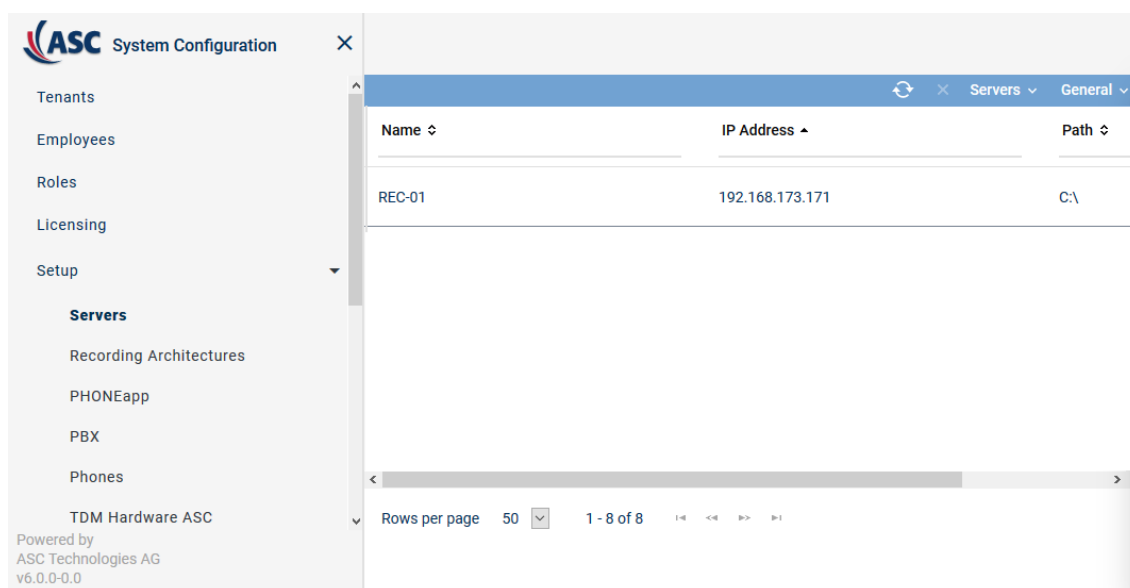 ASC System Configuration
Tenants
Employees
Roles
Licensing
Setup
Servers
Recording Architectures
PHONEapp
PBX
Phones
TDM Hardware ASC
Powered by
ASC Technologies AG
v6.0.0-0.0
Servers General
Name IP Address Path
REC-01 192.168.173.171 C:\
Rows per page 50 1 - 8 of 8